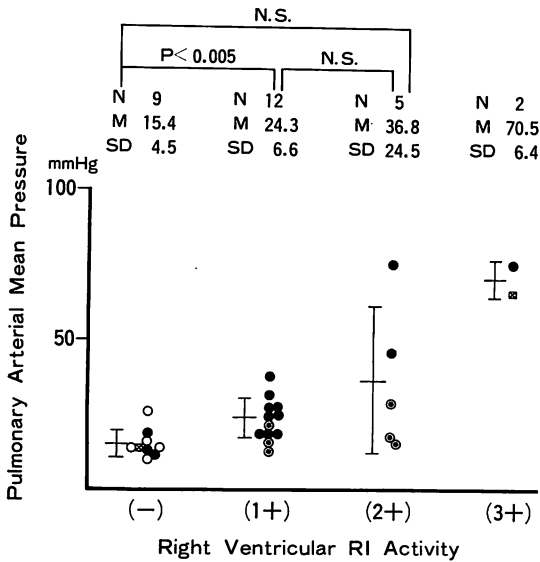 N.S.
P< 0.005
N.S.
N 9 N 12 N 5 N 2
M 15.4 M 24.3 M 36.8 M 70.5
SD 4.5 SD 6.6 SD 24.5 SD 6.4
mmHg
100
50
Pulmonary Arterial Mean Pressure
(−) (1+) (2+) (3+)
Right Ventricular RI Activity